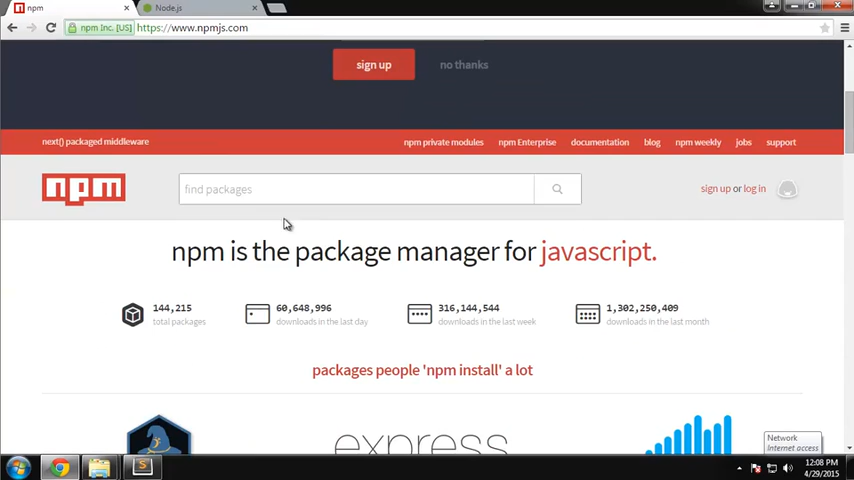 npm
Node.js
npm Inc. [US]
https://www.npmjs.com
sign up
no thanks
next() packaged middleware
npm private modules
npm Enterprise
documentation
blog
npm weekly
jobs
support
npm
find packages
sign up or log in
npm is the package manager for javascript.
144,215
total packages
60,648,996
downloads in the last day
316,144,544
downloads in the last week
1,302,250,409
downloads in the last month
packages people 'npm install' a lot
express
Network
Internet access
12:08 PM
4/29/2015